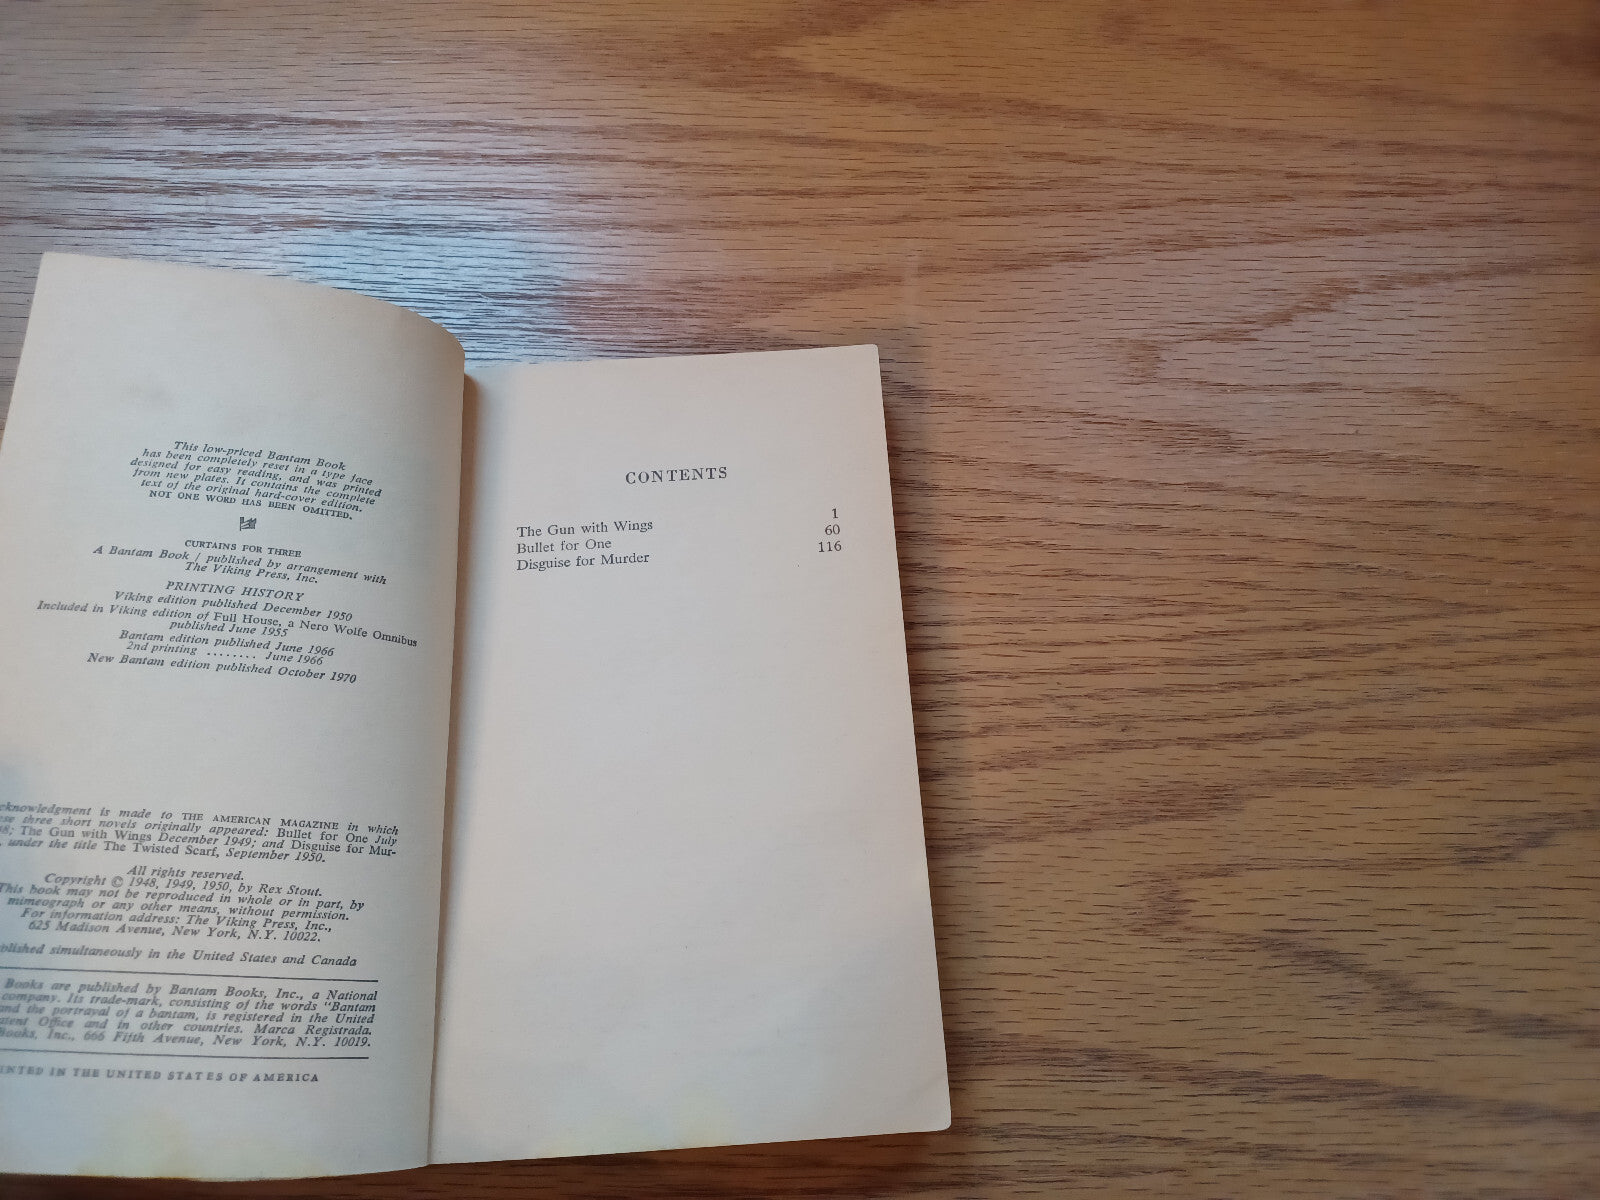 This low-priced Bantam Book
has been completely reset in a type face
designed for easy reading, and was printed
from new plates. It contains the complete
text of the original hard-cover edition.
NOT ONE WORD HAS BEEN OMITTED.
CURTAINS FOR THREE
A Bantam Book / published by arrangement with
The Viking Press, Inc.
PRINTING HISTORY
Viking edition published December 1950
Included in Viking edition of Full House, a Nero Wolfe Omnibus
published June 1955
Bantam edition published June 1966
2nd printing ........ June 1966
New Bantam edition published October 1970
cknowledgment is made to THE AMERICAN MAGAZINE in which
ese three short novels originally appeared: Bullet for One July
8; The Gun with Wings December 1949; and Disguise for Mur-
, under the title The Twisted Scarf, September 1950.
All rights reserved.
Copyright © 1948, 1949, 1950, by Rex Stout.
This book may not be reproduced in whole or in part, by
mimeograph or any other means, without permission.
For information address: The Viking Press, Inc.,
625 Madison Avenue, New York, N.Y. 10022.
blished simultaneously in the United States and Canada
Books are published by Bantam Books, Inc., a National
company. Its trade-mark, consisting of the words "Bantam
and the portrayal of a bantam, is registered in the United
atent Office and in other countries. Marca Registrada.
Books, Inc., 666 Fifth Avenue, New York, N.Y. 10019.
INTED IN THE UNITED STATES OF AMERICA
CONTENTS
The Gun with Wings 1
Bullet for One 60
Disguise for Murder 116